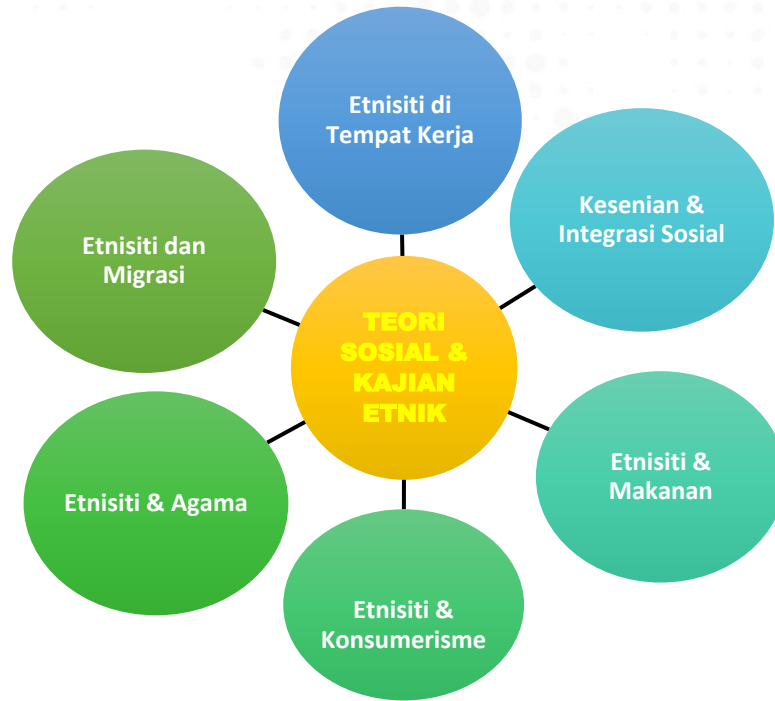 Etnisiti di
Tempat Kerja
Kesenian &
Integrasi Sosial
Etnisiti dan
Migrasi
TEORI
SOSIAL &
KAJIAN
ETNIK
Etnisiti &
Makanan
Etnisiti & Agama
Etnisiti &
Konsumerisme